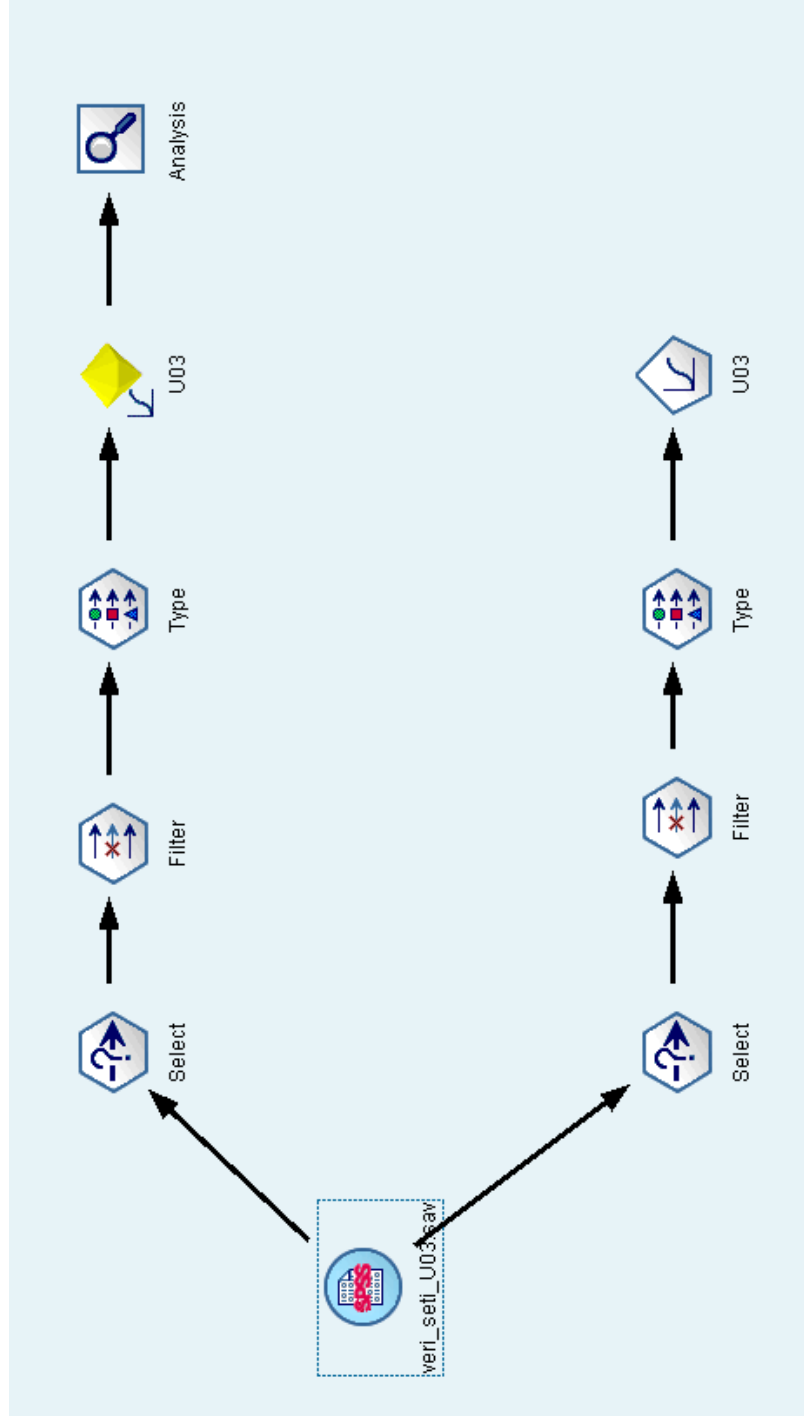 veri_seti_U03.sav
SPSS
Select
Filter
Type
U03
Analysis
Select
Filter
Type
U03